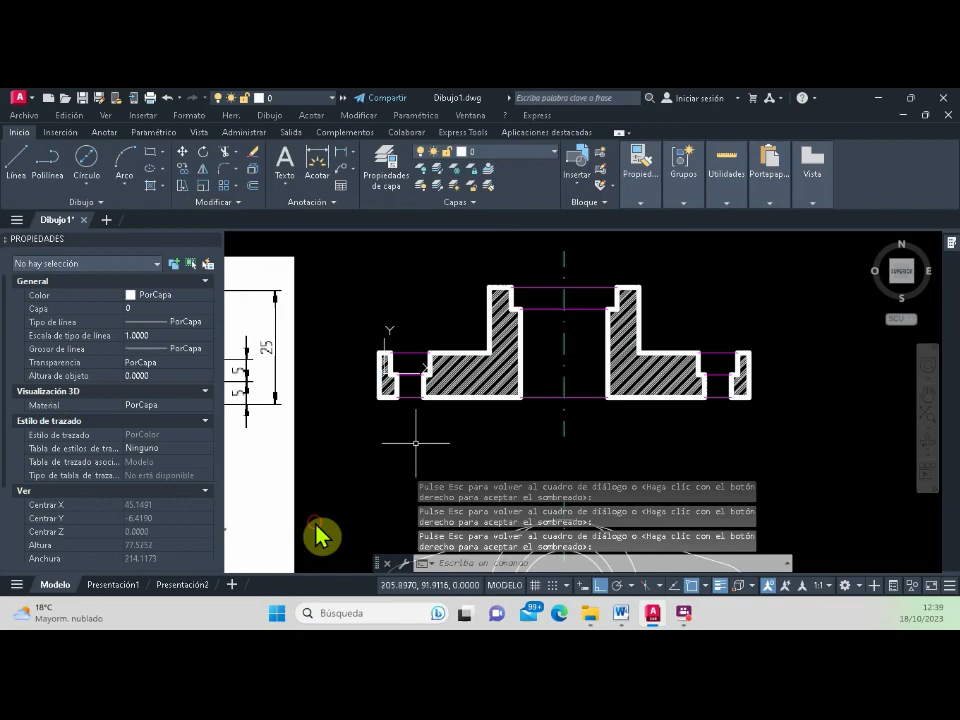 Compartir
Dibujo1.dwg
Escriba palabra clave o frase
Iniciar sesión
0
Archivo Edición Ver Insertar Formato Herr. Dibujo Acotar Modificar Paramétrico Ventana ? Express
Inicio Inserción Anotar Paramétrico Vista Administrar Salida Complementos Colaborar Express Tools Aplicaciones destacadas
Línea Polilínea Círculo Arco
Texto Acotar
Propiedades de capa
0
Insertar
Propied...
Grupos
Utilidades
Portapap...
Vista
Dibujo
Modificar
Anotación
Capas
Bloque
Dibujo1*
PROPIEDADES
No hay selección
General
Color PorCapa
Capa 0
Tipo de línea PorCapa
Escala de tipo de línea 1.0000
Grosor de línea PorCapa
Transparencia PorCapa
Altura de objeto 0.0000
Visualización 3D
Material PorCapa
Estilo de trazado
Estilo de trazado PorColor
Tabla de estilos de tra... Ninguno
Tabla de trazado asoci... Modelo
Tipo de tabla de traza... No está disponible
Ver
Centrar X 45.1491
Centrar Y -6.4190
Centrar Z 0.0000
Altura 77.5252
Anchura 214.1173
25
5
5
Y
X
N
O
SUPERIOR
E
S
SCU
Pulse Esc para volver al cuadro de diálogo o <Haga clic con el botón
derecho para aceptar el sombreado>:
Pulse Esc para volver al cuadro de diálogo o <Haga clic con el botón
derecho para aceptar el sombreado>:
Pulse Esc para volver al cuadro de diálogo o <Haga clic con el botón
derecho para aceptar el sombreado>:
Escriba un comando
Modelo Presentación1 Presentación2
205.8970, 91.9116, 0.0000 MODELO
1:1
18°C
Mayorm. nublado
Búsqueda
99+
12:39
18/10/2023